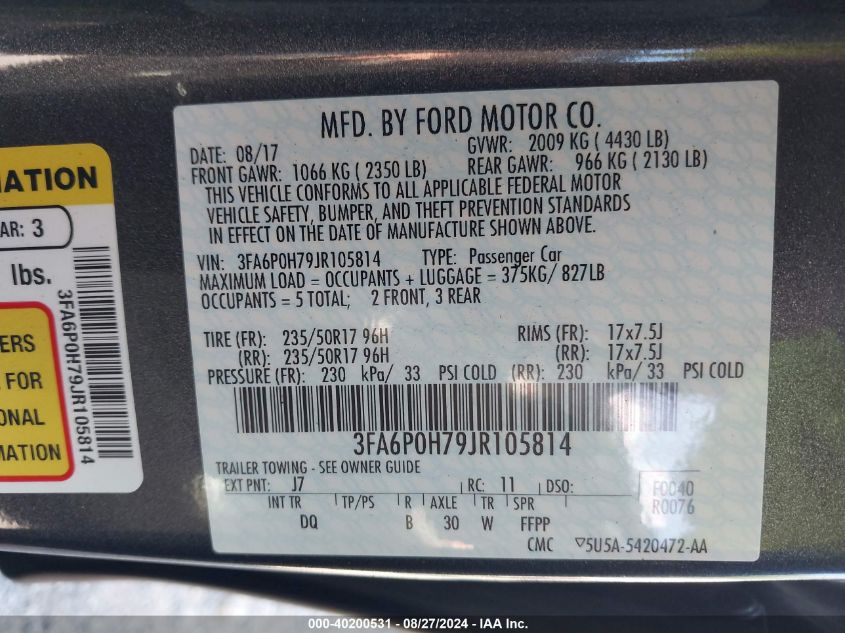 MFD. BY FORD MOTOR CO.
DATE: 08/17 GVWR: 2009 KG ( 4430 LB)
FRONT GAWR: 1066 KG ( 2350 LB) REAR GAWR: 966 KG ( 2130 LB)
THIS VEHICLE CONFORMS TO ALL APPLICABLE FEDERAL MOTOR
VEHICLE SAFETY, BUMPER, AND THEFT PREVENTION STANDARDS
IN EFFECT ON THE DATE OF MANUFACTURE SHOWN ABOVE.
VIN: 3FA6P0H79JR105814 TYPE: Passenger Car
MAXIMUM LOAD = OCCUPANTS + LUGGAGE = 375KG/ 827LB
OCCUPANTS = 5 TOTAL; 2 FRONT, 3 REAR
TIRE (FR): 235/50R17 96H RIMS (FR): 17x7.5J
(RR): 235/50R17 96H (RR): 17x7.5J
PRESSURE (FR): 230 kPa/ 33 PSI COLD (RR): 230 kPa/ 33 PSI COLD
3FA6P0H79JR105814
TRAILER TOWING - SEE OWNER GUIDE
EXT PNT: J7 RC: 11 DSO: F0040
INT TR TP/PS R AXLE TR SPR R0076
DQ B 30 W FFPP
CMC ▽5U5A-5420472-AA
MATION
AR: 3
lbs.
3FA6P0H79JR105814
ERS
FOR
ONAL
MATION
000-40200531 - 08/27/2024 - IAA Inc.